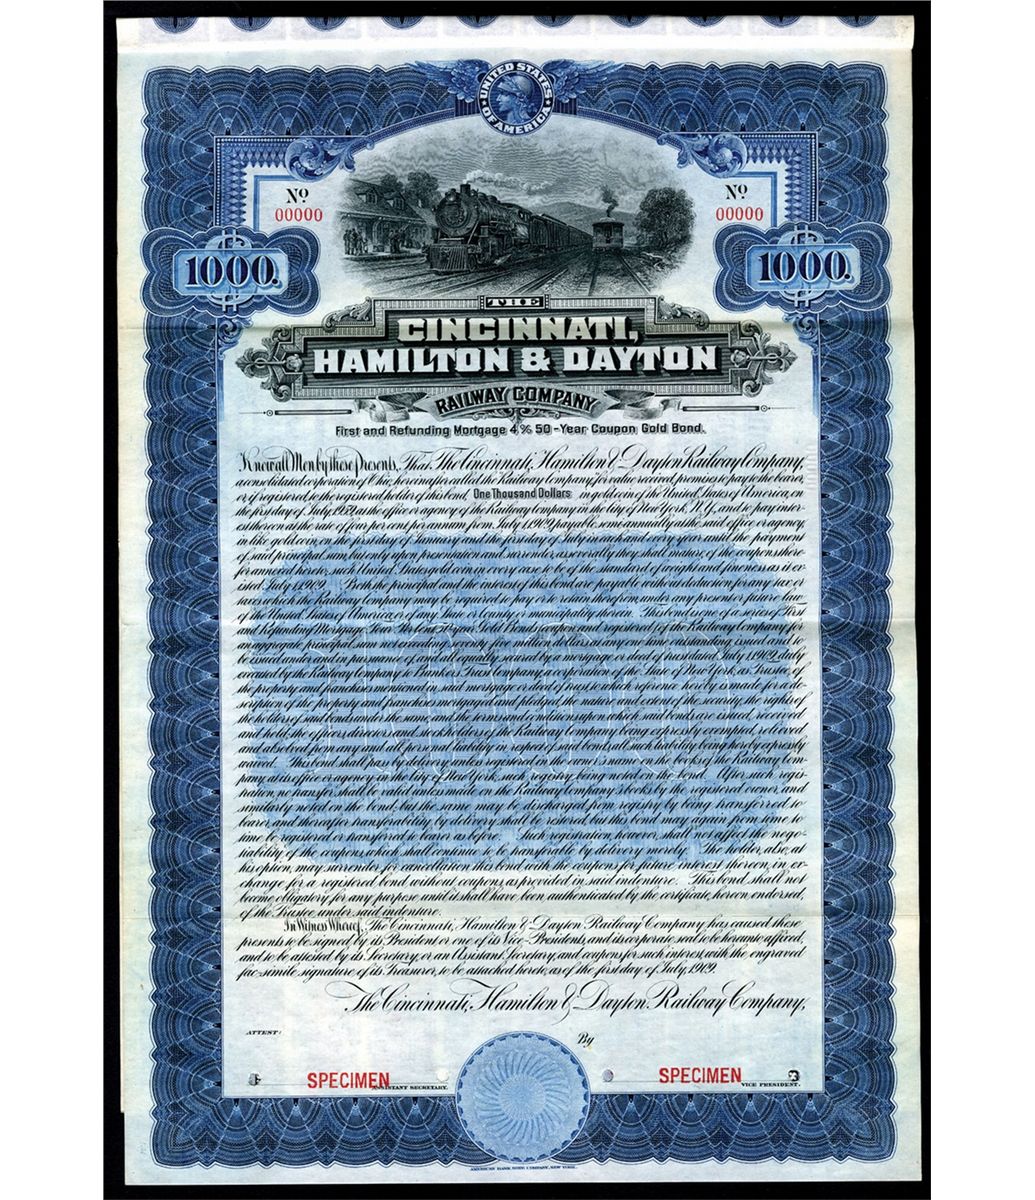 UNITED STATES
OF AMERICA
No.
00000
No.
00000
1000.
1000.
THE
CINCINNATI,
HAMILTON & DAYTON
RAILWAY COMPANY
First and Refunding Mortgage 4% 50-Year Coupon Gold Bond.
Know all Men by these Presents, That The Cincinnati, Hamilton & Dayton Railway Company,
a consolidated corporation of Ohio, hereinafter called the Railway Company, for value received, promises to pay to the bearer,
or if registered, to the registered holder of this bond One Thousand Dollars in gold coin of the United States of America, on
the first day of July, 1959, at the office or agency of the Railway Company in the City of New York, N.Y., and to pay inter-
est thereon at the rate of four per cent per annum from July 1, 1909, payable semi-annually at the said office or agency,
in like gold coin, on the first day of January and the first day of July in each and every year until the payment
of said principal sum, but only upon presentation and surrender, as severally they shall mature, of the coupons there-
for annexed hereto, such United States gold coin in every case to be of the standard of weight and fineness as it ex-
isted July 1, 1909. Both the principal and the interest of this bond are payable without deduction for any tax or
taxes which the Railway Company may be required to pay or to retain therefrom under any present or future law
of the United States of America or of any State or County or municipality therein. This bond is one of a series of First
and Refunding Mortgage Four Per Cent Fifty-Year Gold Bonds, coupon and registered, of the Railway Company for
an aggregate principal sum not exceeding seventy-five million dollars at any one time outstanding, issued and to
be issued under and in pursuance of, and all equally secured by, a mortgage or deed of trust, dated July 1, 1909, duly
executed by the Railway Company to Bankers Trust Company, a corporation of the State of New York, as Trustee, of
the property and franchises mentioned in said mortgage or deed of trust, to which reference hereby is made for a de-
scription of the property and franchises mortgaged and pledged, the nature and extent of the security, the rights of
the holders of said bonds under the same, and the terms and conditions upon which said bonds are issued, received
and held, the officers, directors and stockholders of the Railway Company being expressly exempted, relieved
and absolved from any and all personal liability in respect of said bonds, all such liability being hereby expressly
waived. This bond shall pass by delivery unless registered in the owner's name on the books of the Railway Com-
pany, at its office or agency in the City of New York, such registry being noted on the bond. After such regis-
tration, no transfer shall be valid unless made on the Railway Company's books by the registered owner, and
similarly noted on the bond; but the same may be discharged from registry by being transferred to
bearer, and thereafter transferability by delivery shall be restored, but this bond may again from time to
time be registered or transferred to bearer as before. Such registration, however, shall not affect the nego-
tiability of the coupons, which shall continue to be transferable by delivery merely. The holder, also, at
his option, may surrender for cancellation this bond with the coupons for future interest thereon, in ex-
change for a registered bond without coupons, as provided in said indenture. This bond shall not
become obligatory for any purpose until it shall have been authenticated by the certificate, hereon endorsed,
of the Trustee under said indenture.
In Witness Whereof, The Cincinnati, Hamilton & Dayton Railway Company has caused these
presents to be signed by its President or one of its Vice-Presidents, and its corporate seal to be hereunto affixed,
and to be attested by its Secretary, or an Assistant Secretary, and coupons for such interest, with the engraved
fac-simile signature of its Treasurer, to be attached hereto, as of the first day of July, 1909.
The Cincinnati, Hamilton & Dayton Railway Company,
ATTEST:
By
SPECIMEN
ASSISTANT SECRETARY.
SPECIMEN
VICE PRESIDENT.
AMERICAN BANK NOTE COMPANY, NEW YORK.